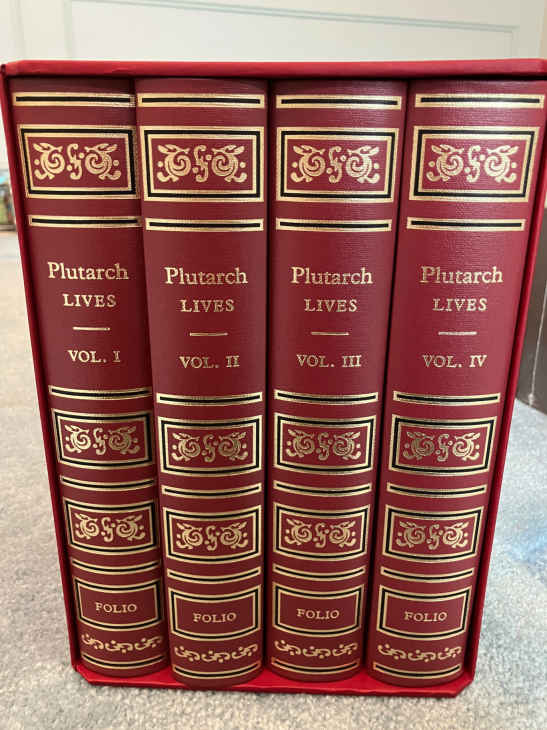 Plutarch
LIVES
VOL. I
FOLIO
Plutarch
LIVES
VOL. II
FOLIO
Plutarch
LIVES
VOL. III
FOLIO
Plutarch
LIVES
VOL. IV
FOLIO